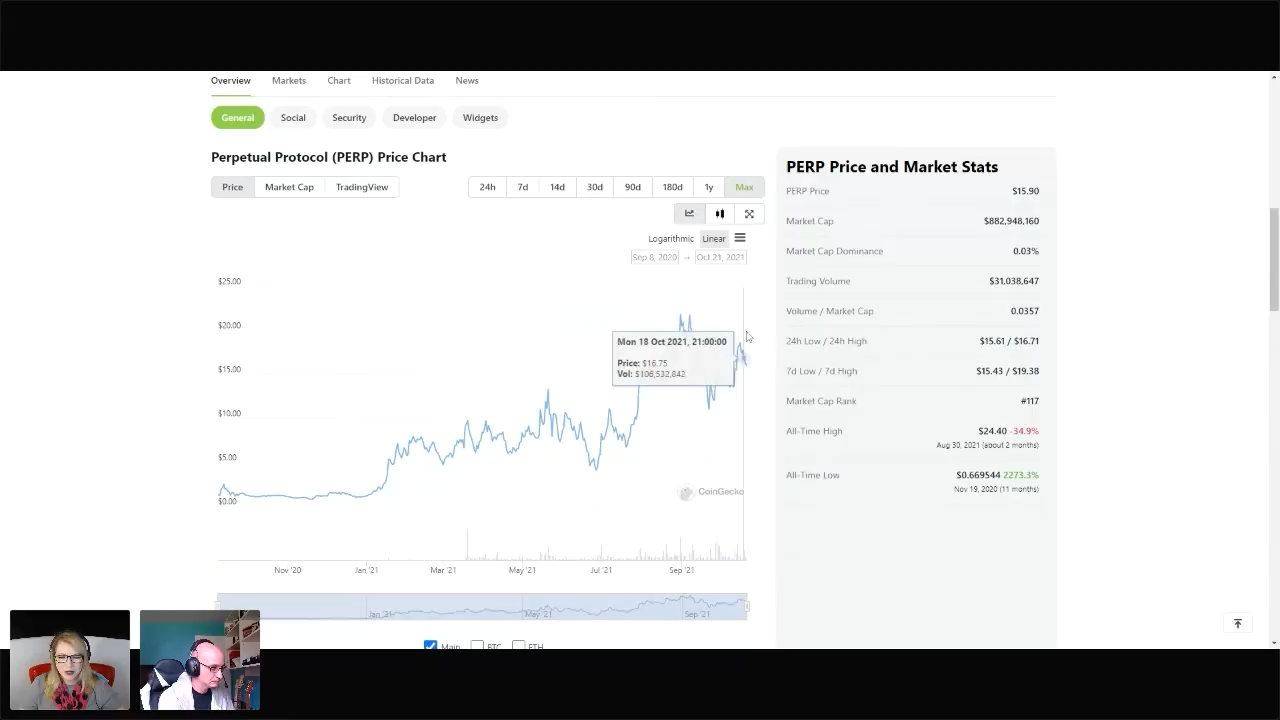 Overview Markets Chart Historical Data News
General Social Security Developer Widgets
Perpetual Protocol (PERP) Price Chart
Price Market Cap TradingView 24h 7d 14d 30d 90d 180d 1y Max
Logarithmic Linear
Sep 8, 2020 → Oct 21, 2021
$25.00
$20.00
$15.00
$10.00
$5.00
$0.00
Mon 18 Oct 2021, 21:00:00
Price: $16.75
Vol: $106,532,842
CoinGecko
Nov '20 Jan '21 Mar '21 May '21 Jul '21 Sep '21
Jan '21 May '21 Sep '21
Main BTC ETH
PERP Price and Market Stats
PERP Price $15.90
Market Cap $882,948,160
Market Cap Dominance 0.03%
Trading Volume $31,038,647
Volume / Market Cap 0.0357
24h Low / 24h High $15.61 / $16.71
7d Low / 7d High $15.43 / $19.38
Market Cap Rank #117
All-Time High $24.40 -34.9%
Aug 30, 2021 (about 2 months)
All-Time Low $0.669544 2273.3%
Nov 19, 2020 (11 months)